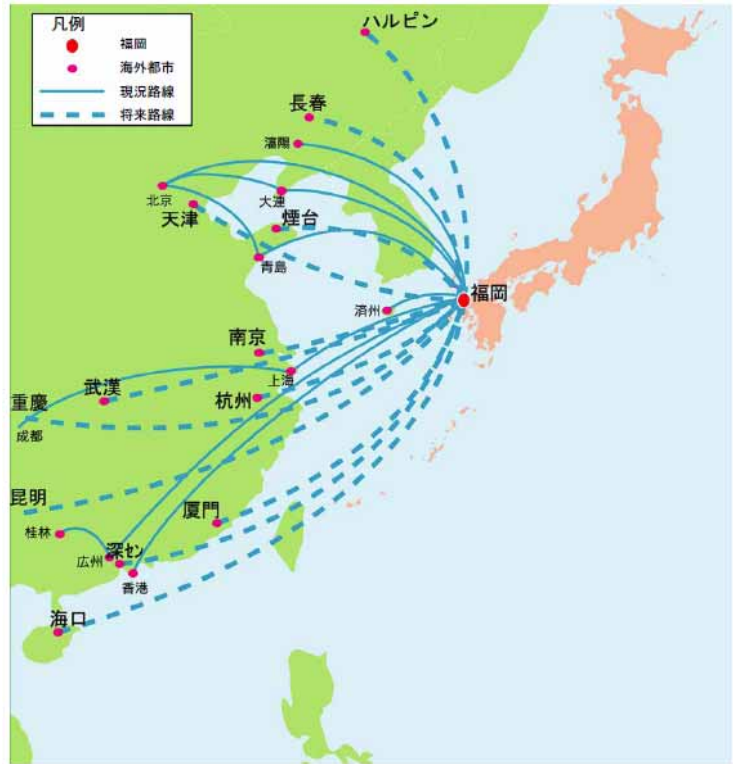 凡例
福岡
海外都市
現況路線
将来路線
ハルビン
長春
瀋陽
北京
大連
天津
煙台
青島
済州
福岡
南京
上海
武漢
杭州
重慶
成都
昆明
厦門
桂林
広州
深セン
香港
海口